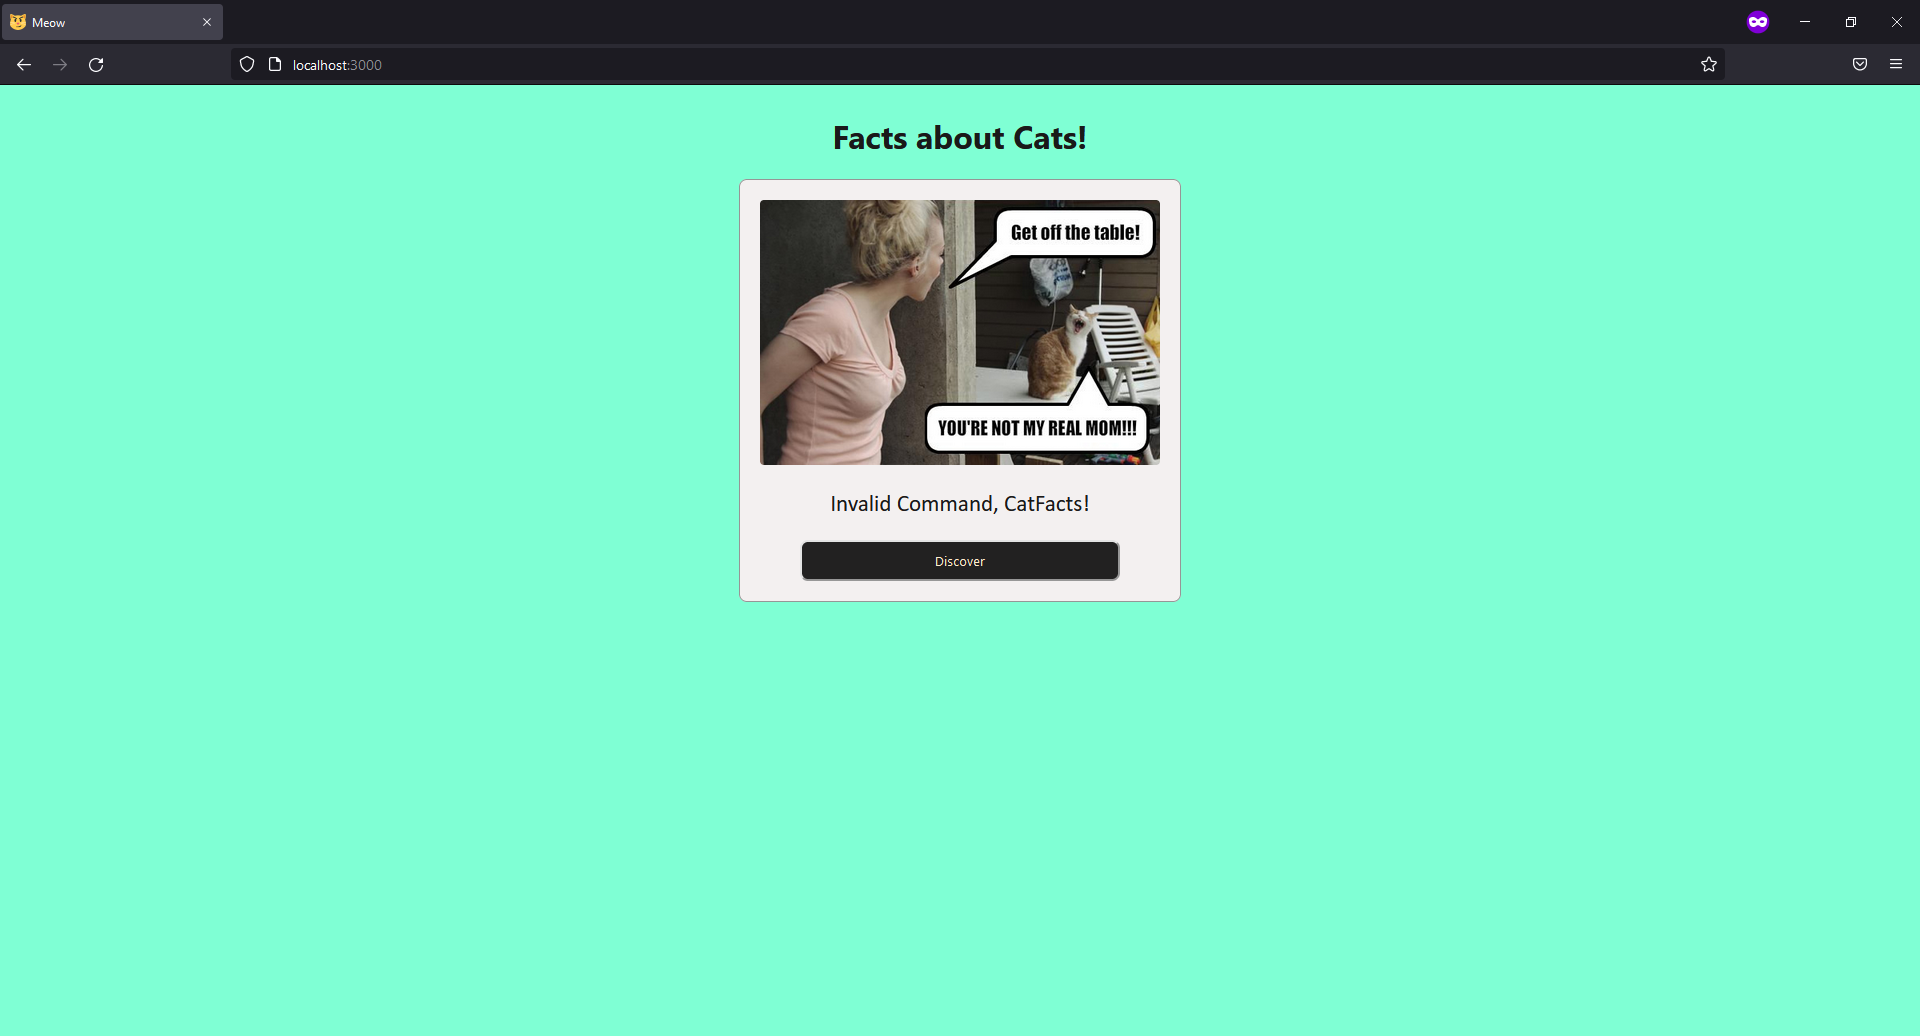 Meow
localhost:3000
Facts about Cats!
Get off the table!
YOU'RE NOT MY REAL MOM!!!
Invalid Command, CatFacts!
Discover